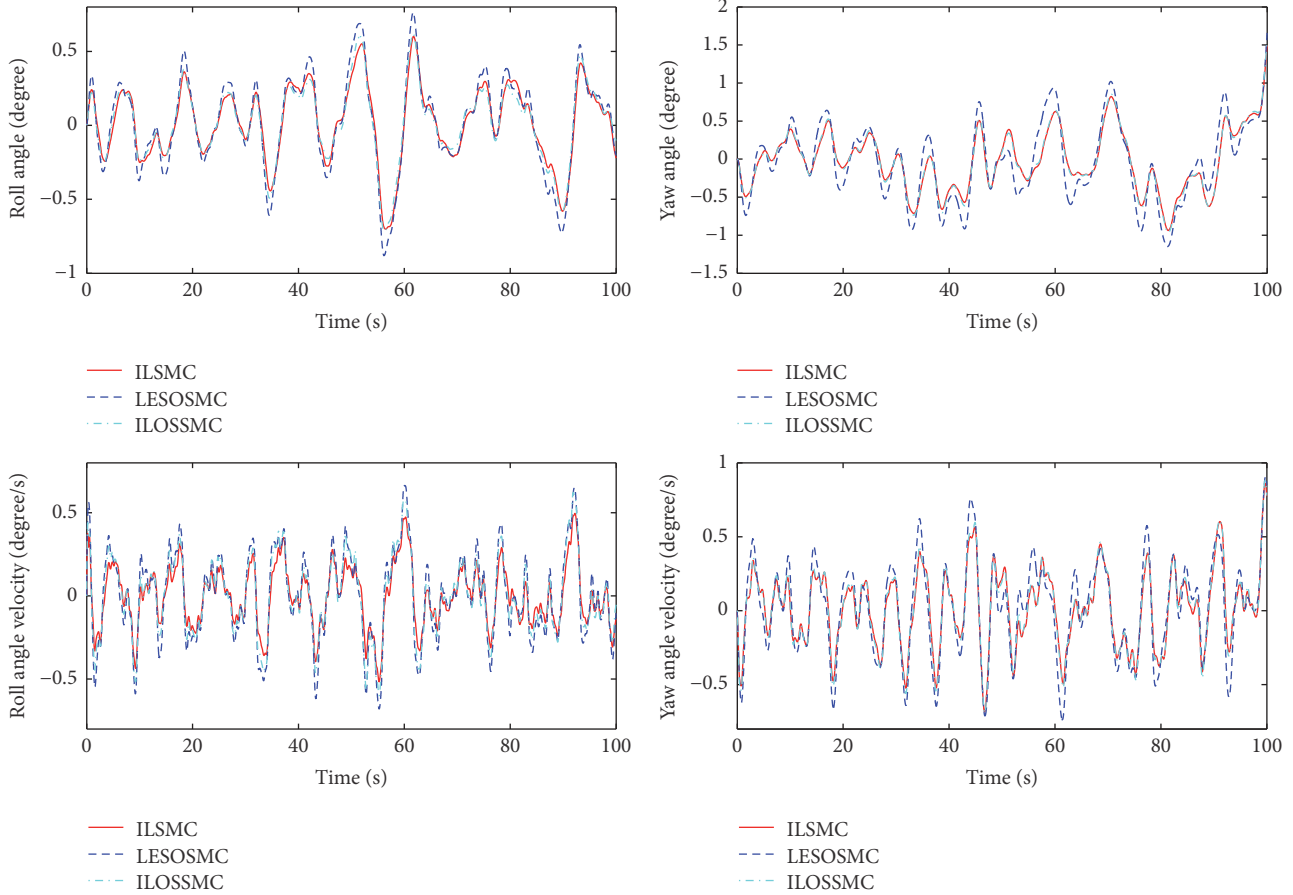 Roll angle (degree)
0.5
0
−0.5
−1
0 20 40 60 80 100
Time (s)
ILSMC
LESOSMC
ILOSSMC
Yaw angle (degree)
2
1.5
1
0.5
0
−0.5
−1
−1.5
0 20 40 60 80 100
Time (s)
ILSMC
LESOSMC
ILOSSMC
Roll angle velocity (degree/s)
0.5
0
−0.5
0 20 40 60 80 100
Time (s)
ILSMC
LESOSMC
ILOSSMC
Yaw angle velocity (degree/s)
1
0.5
0
−0.5
0 20 40 60 80 100
Time (s)
ILSMC
LESOSMC
ILOSSMC